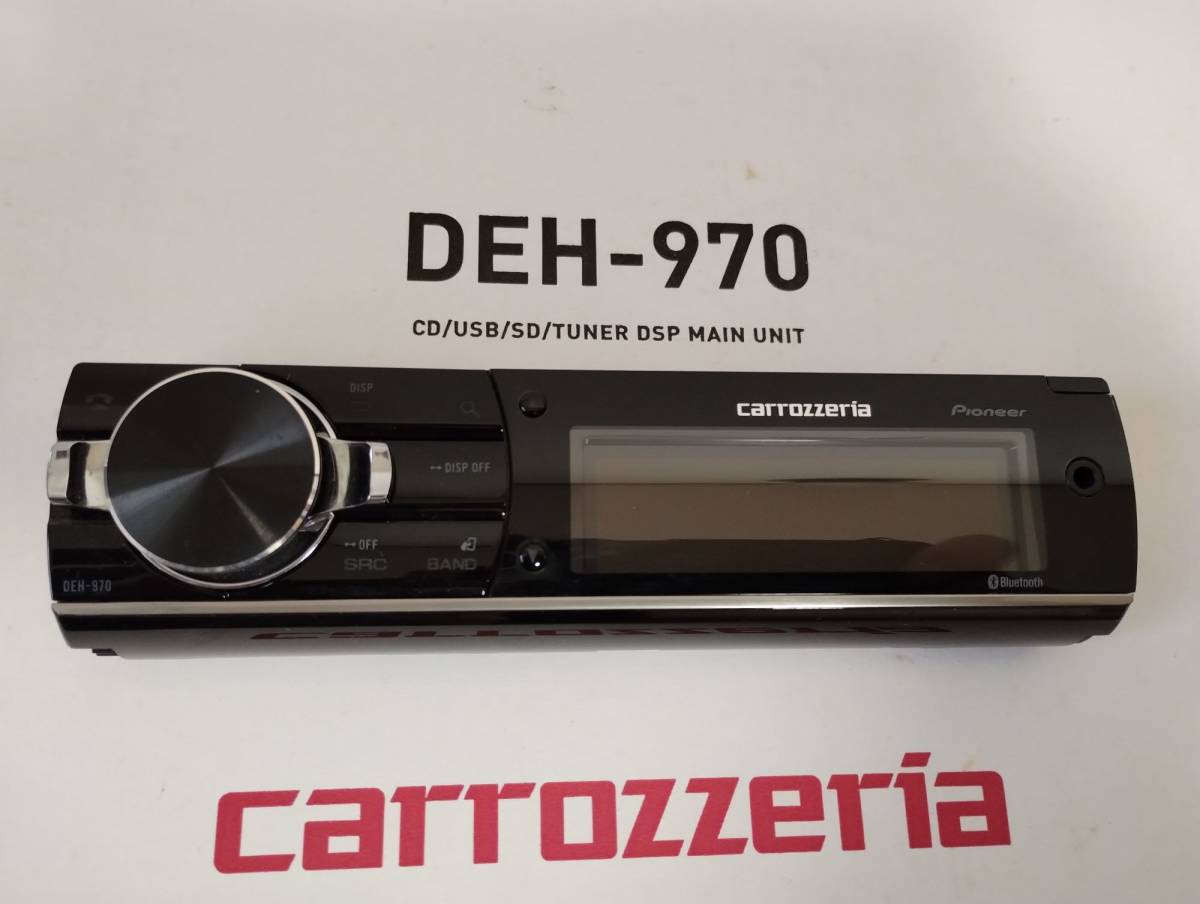 DEH-970
CD/USB/SD/TUNER DSP MAIN UNIT
carrozzeria
Pioneer
DISP
DISP OFF
OFF
SRC
BAND
DEH-970
Bluetooth
carrozzeria